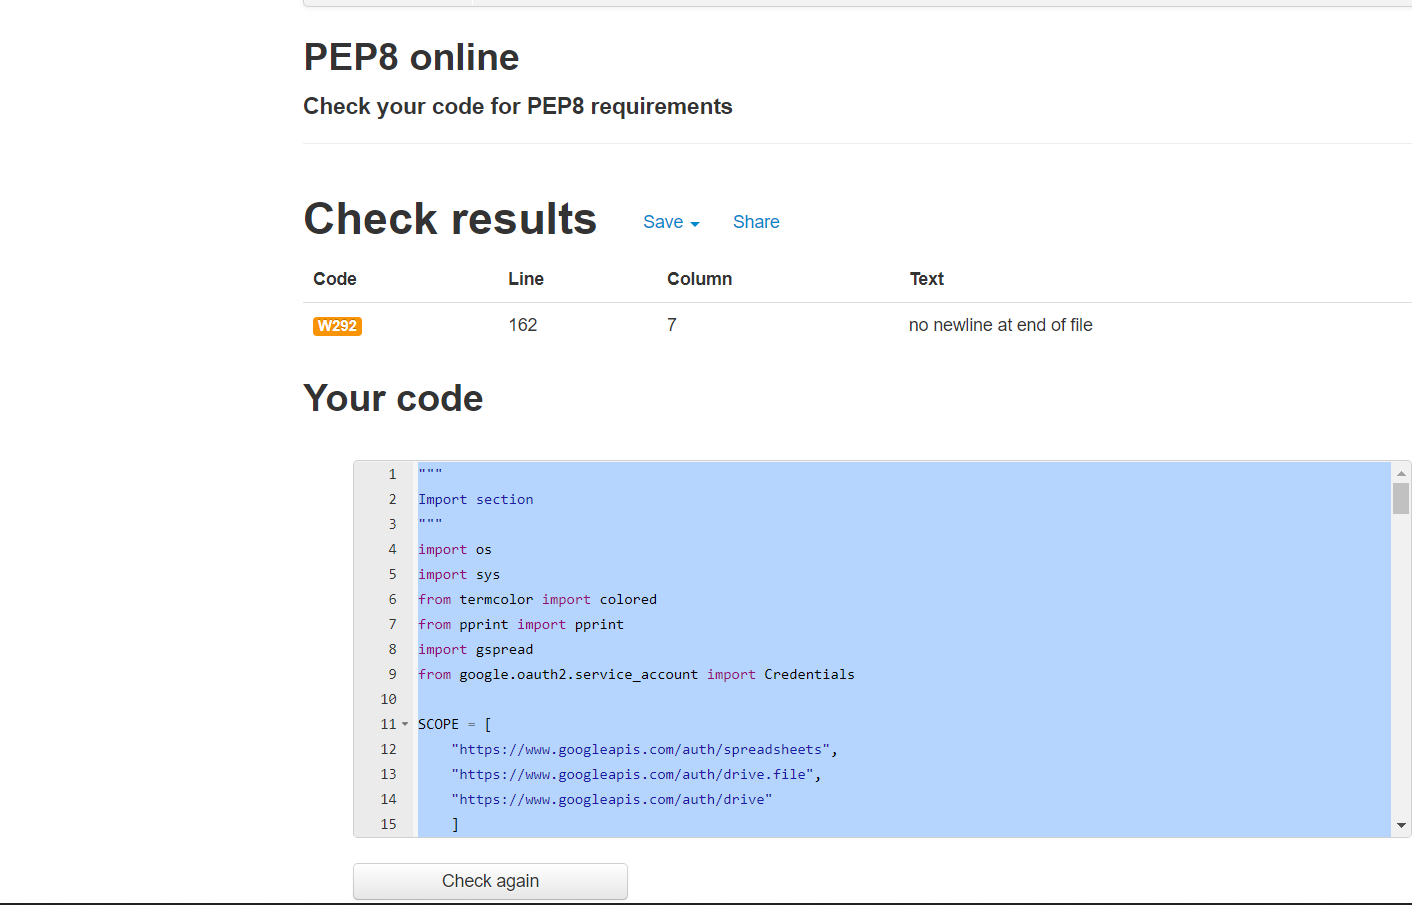 PEP8 online
Check your code for PEP8 requirements
Check results Save Share
Code Line Column Text
W292 162 7 no newline at end of file
Your code
1 """
2 Import section
3 """
4 import os
5 import sys
6 from termcolor import colored
7 from pprint import pprint
8 import gspread
9 from google.oauth2.service_account import Credentials
10
11 SCOPE = [
12 "https://www.googleapis.com/auth/spreadsheets",
13 "https://www.googleapis.com/auth/drive.file",
14 "https://www.googleapis.com/auth/drive"
15 ]
Check again